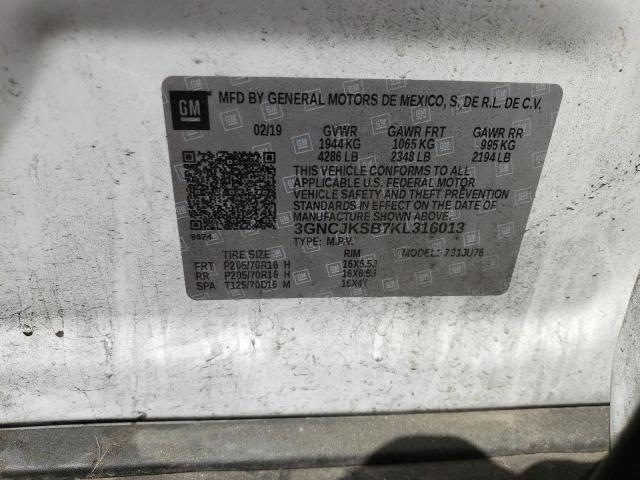 GM
MFD BY GENERAL MOTORS DE MEXICO, S. DE R.L. DE C.V.
02/19 GVWR GAWR FRT GAWR RR
1944 KG 1065 KG 995 KG
4286 LB 2348 LB 2194 LB
THIS VEHICLE CONFORMS TO ALL
APPLICABLE U.S. FEDERAL MOTOR
VEHICLE SAFETY AND THEFT PREVENTION
STANDARDS IN EFFECT ON THE DATE OF
MANUFACTURE SHOWN ABOVE.
3GNCJKSB7KL316013
8624
TYPE: M.P.V. MODEL: 731JU76
TIRE SIZE RIM
FRT P205/70R16 H 16X6.5J
RR P205/70R16 H 16X6.5J
SPA T125/70D16 M 16X4T